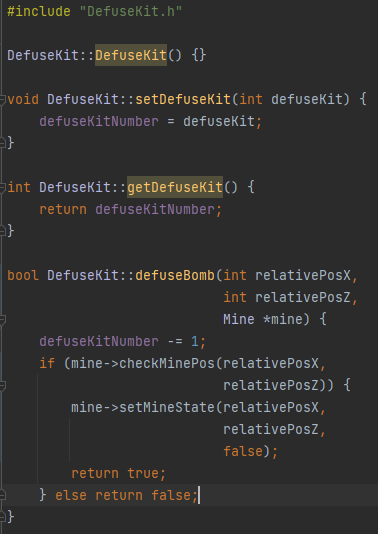 #include "DefuseKit.h"
DefuseKit::DefuseKit() {}
void DefuseKit::setDefuseKit(int defuseKit) {
    defuseKitNumber = defuseKit;
}
int DefuseKit::getDefuseKit() {
    return defuseKitNumber;
}
bool DefuseKit::defuseBomb(int relativePosX,
                           int relativePosZ,
                           Mine *mine) {
    defuseKitNumber -= 1;
    if (mine->checkMinePos(relativePosX,
                           relativePosZ)) {
        mine->setMineState(relativePosX,
                           relativePosZ,
                           false);
        return true;
    } else return false;
}